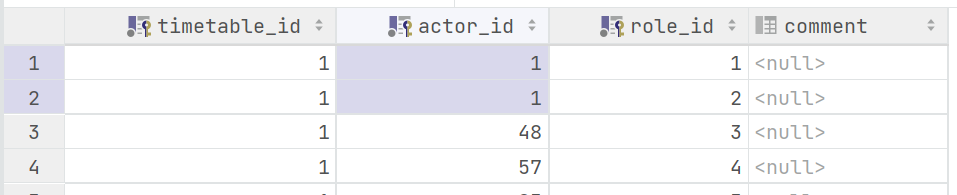 timetable_id actor_id role_id comment
1 1 1 1 <null>
2 1 1 2 <null>
3 1 48 3 <null>
4 1 57 4 <null>